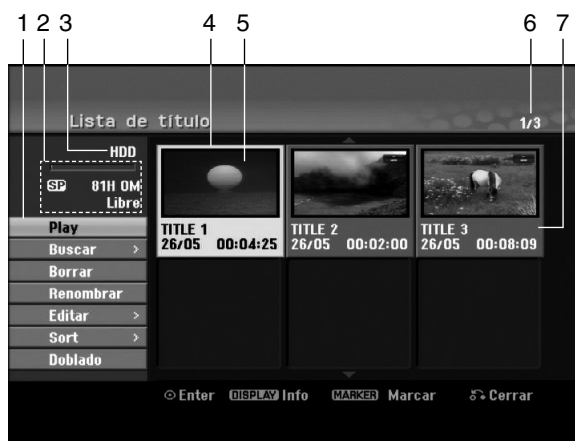 1 2 3 4 5 6 7
Lista de título 1/3
HDD
SP 81H 0M
Libre
Play
Buscar >
Borrar
Renombrar
Editar >
Sort >
Doblado
TITLE 1
26/05 00:04:25
TITLE 2
26/05 00:02:00
TITLE 3
26/05 00:08:09
Enter DISPLAY Info MARKER Marcar Cerrar